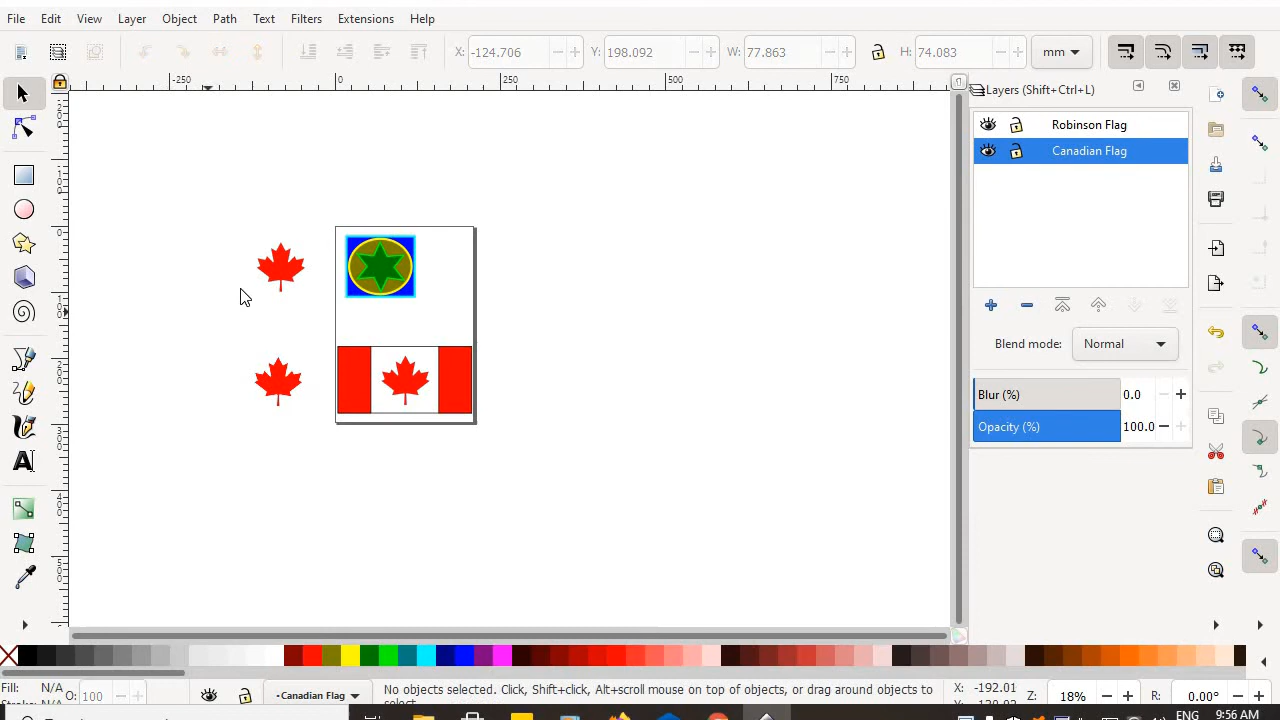 File Edit View Layer Object Path Text Filters Extensions Help
X: -124.706 Y: 198.092 W: 77.863 H: 74.083 mm
-250 0 250 500 750
Layers (Shift+Ctrl+L)
Robinson Flag
Canadian Flag
Blend mode: Normal
Blur (%) 0.0
Opacity (%) 100.0
Fill: N/A O: 100 •Canadian Flag No objects selected. Click, Shift+click, Alt+scroll mouse on top of objects, or drag around objects to select. X: -192.01 Z: 18% R: 0.00°
ENG 9:56 AM